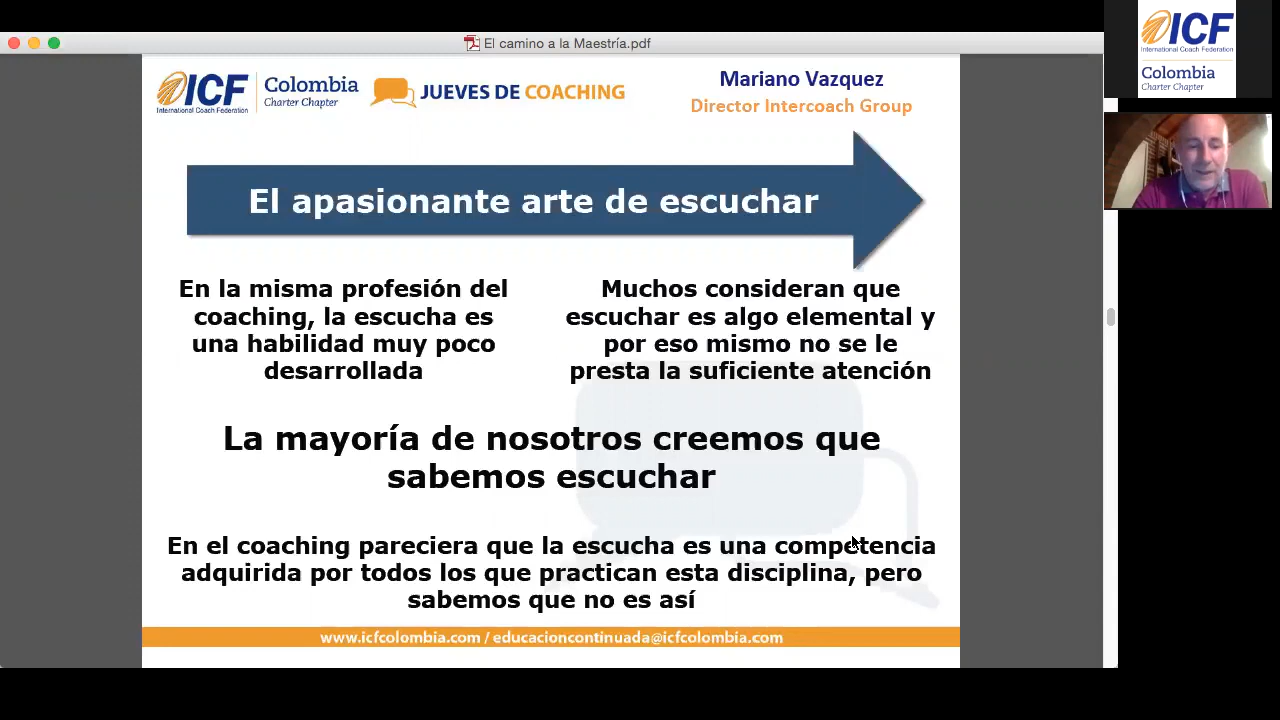 El camino a la Maestría.pdf
ICF
International Coach Federation
Colombia
Charter Chapter
JUEVES DE COACHING
Mariano Vazquez
Director Intercoach Group
El apasionante arte de escuchar
En la misma profesión del
coaching, la escucha es
una habilidad muy poco
desarrollada
Muchos consideran que
escuchar es algo elemental y
por eso mismo no se le
presta la suficiente atención
La mayoría de nosotros creemos que
sabemos escuchar
En el coaching pareciera que la escucha es una competencia
adquirida por todos los que practican esta disciplina, pero
sabemos que no es así
www.icfcolombia.com / educacioncontinuada@icfcolombia.com
ICF
International Coach Federation
Colombia
Charter Chapter